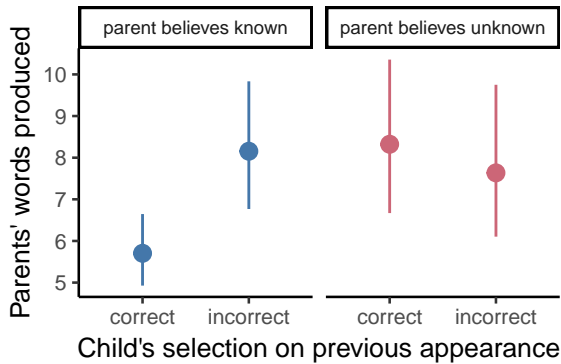 parent believes known
parent believes unknown
Parents' words produced
10
9
8
7
6
5
correct
incorrect
correct
incorrect
Child's selection on previous appearance